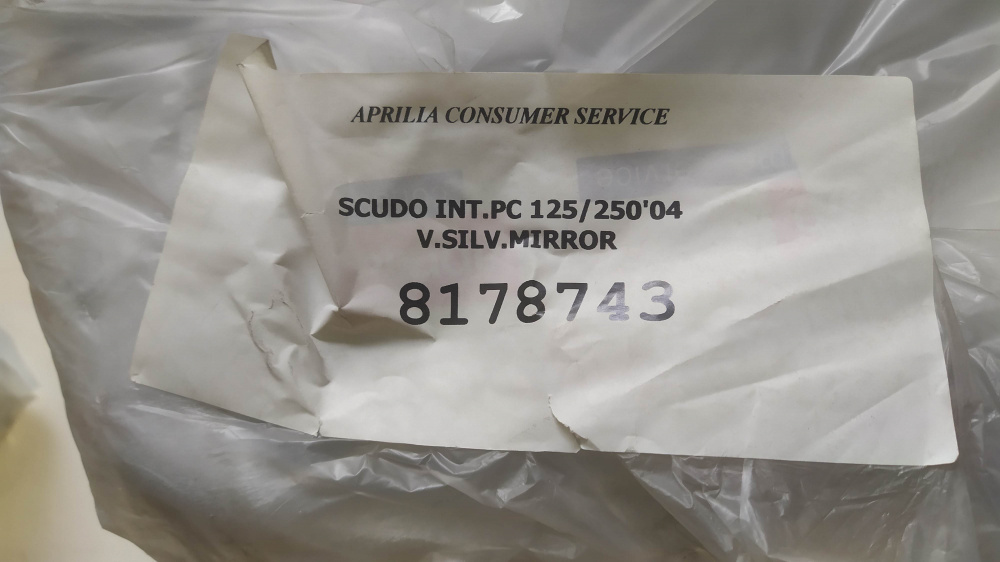 APRILIA CONSUMER SERVICE
SCUDO INT.PC 125/250'04
V.SILV.MIRROR
8178743